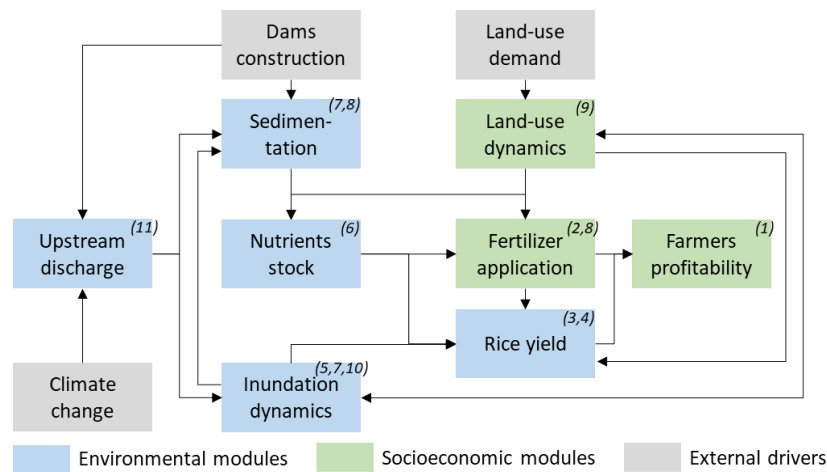 Dams
construction
Land-use
demand
(7,8)
Sedimen-
tation
(9)
Land-use
dynamics
(11)
Upstream
discharge
(6)
Nutrients
stock
(2,8)
Fertilizer
application
(1)
Farmers
profitability
(3,4)
Rice yield
Climate
change
(5,7,10)
Inundation
dynamics
Environmental modules
Socioeconomic modules
External drivers